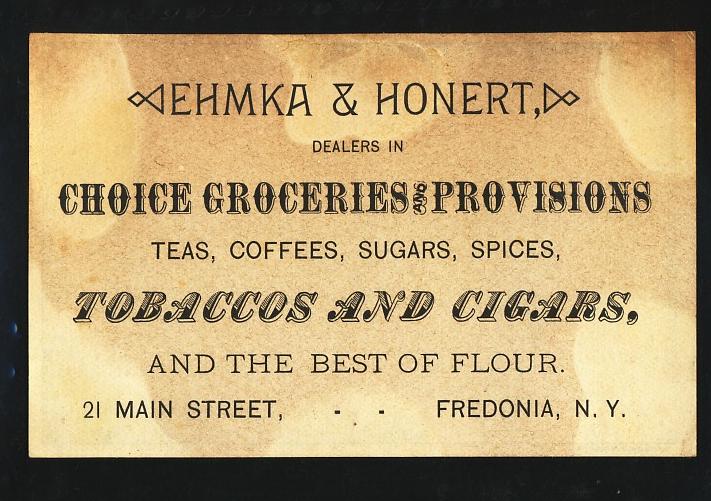 EHMKA & HONERT,
DEALERS IN
CHOICE GROCERIES AND PROVISIONS
TEAS, COFFEES, SUGARS, SPICES,
TOBACCOS AND CIGARS,
AND THE BEST OF FLOUR.
21 MAIN STREET, - - FREDONIA, N. Y.